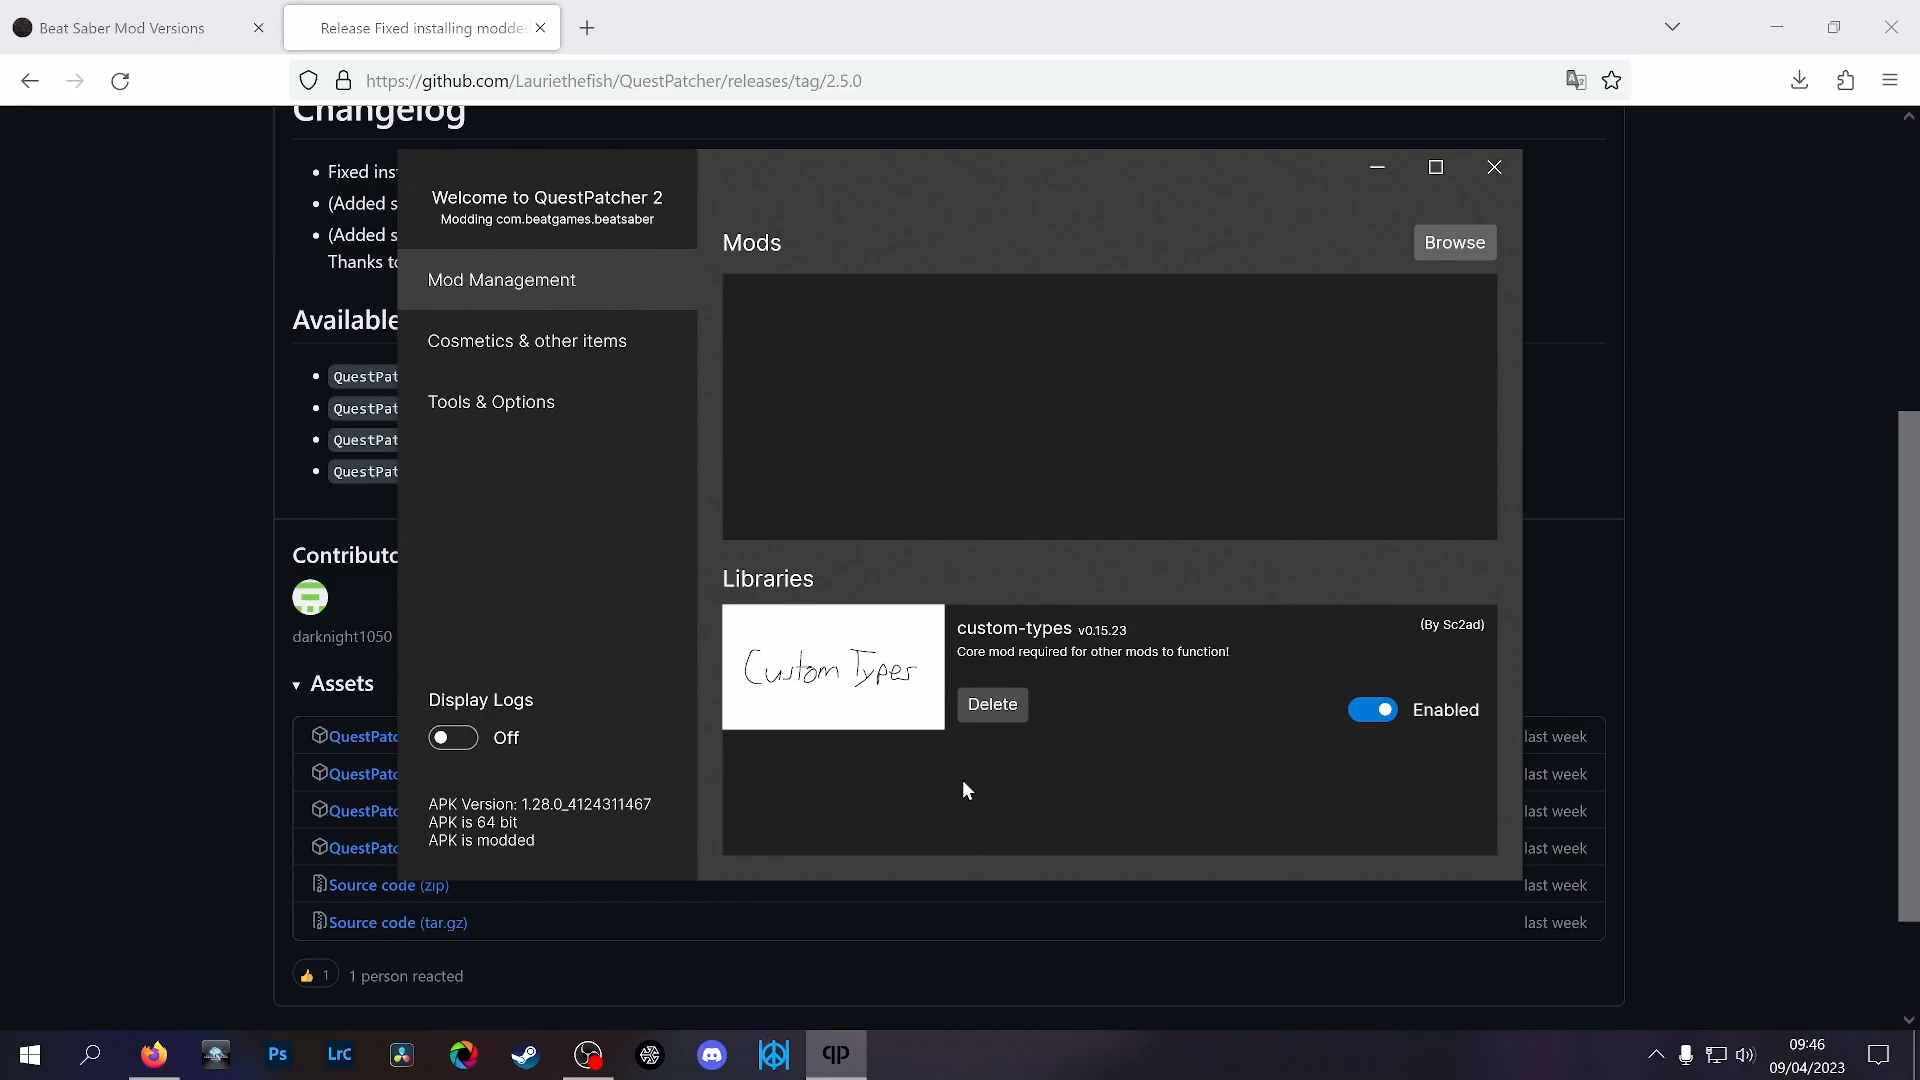 Beat Saber Mod Versions
Release Fixed installing modded
https://github.com/Lauriethefish/QuestPatcher/releases/tag/2.5.0
Changelog
Fixed ins
(Added s
(Added s
Thanks to
Available
QuestPat
QuestPat
QuestPat
QuestPat
Contributo
darknight1050
Assets
QuestPatc
last week
QuestPatc
last week
QuestPatc
last week
QuestPatc
last week
Source code (zip)
last week
Source code (tar.gz)
last week
1
1 person reacted
Welcome to QuestPatcher 2
Modding com.beatgames.beatsaber
Mod Management
Cosmetics & other items
Tools & Options
Display Logs
Off
APK Version: 1.28.0_4124311467
APK is 64 bit
APK is modded
Mods
Browse
Libraries
Custom Types
custom-types v0.15.23
(By Sc2ad)
Core mod required for other mods to function!
Delete
Enabled
Ps
LrC
09:46
09/04/2023